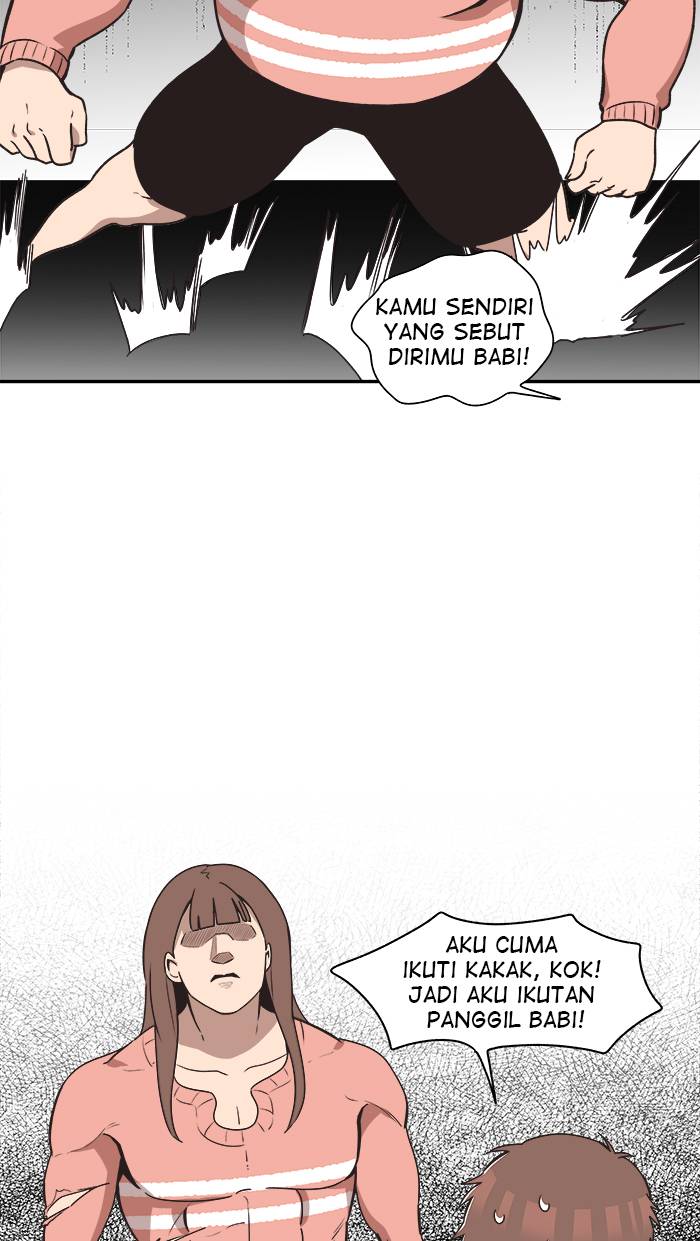 KAMU SENDIRI
YANG SEBUT
DIRIMU BABI!
AKU CUMA
IKUTI KAKAK, KOK!
JADI AKU IKUTAN
PANGGIL BABI!